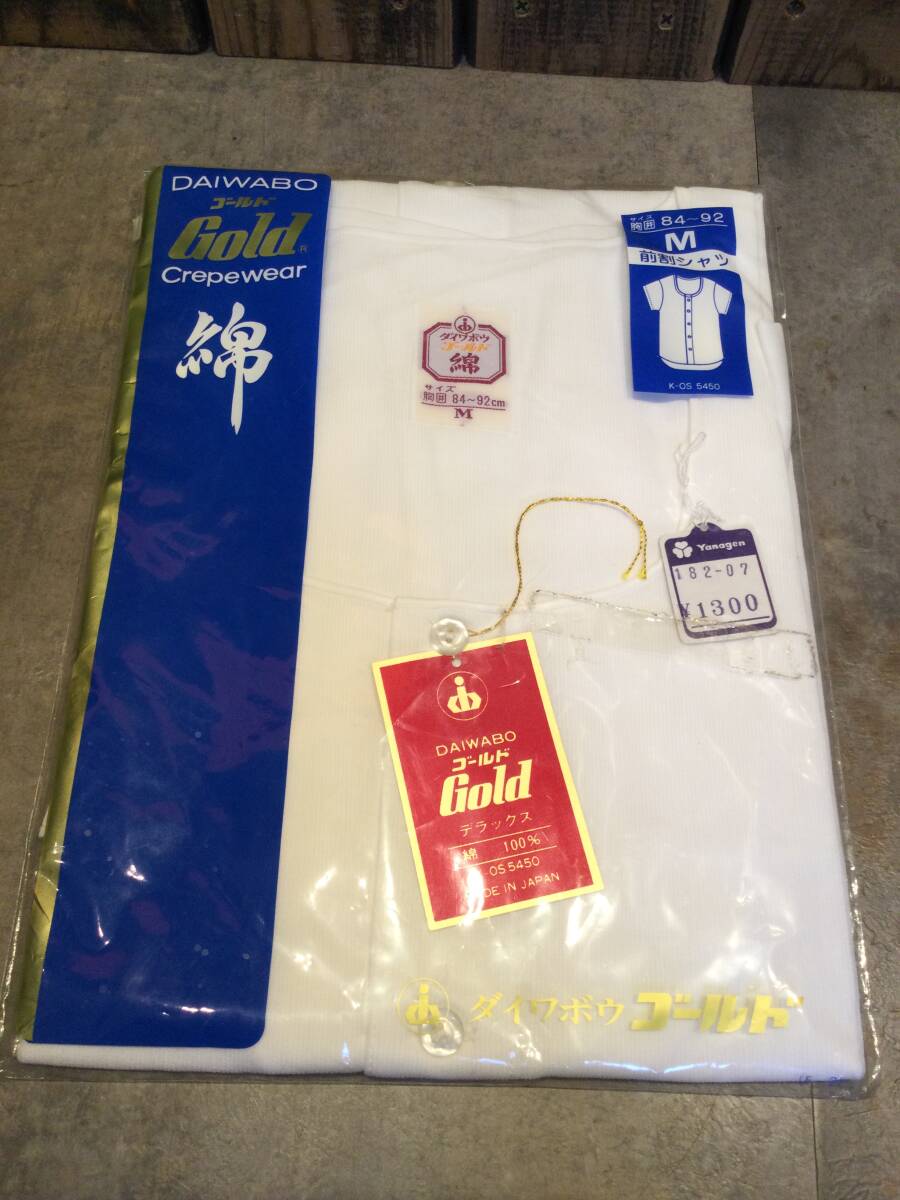 DAIWABO
ゴールド
Gold
Crepewear
綿
サイズ
胸囲 84～92
M
前割シャツ
K-OS 5450
ダイワボウ
ゴールド
綿
サイズ
胸囲 84～92cm
M
Yanagen
182-07
¥1300
DAIWABO
ゴールド
Gold
デラックス
綿 100%
K-OS 5450
MADE IN JAPAN
ダイワボウ ゴールド